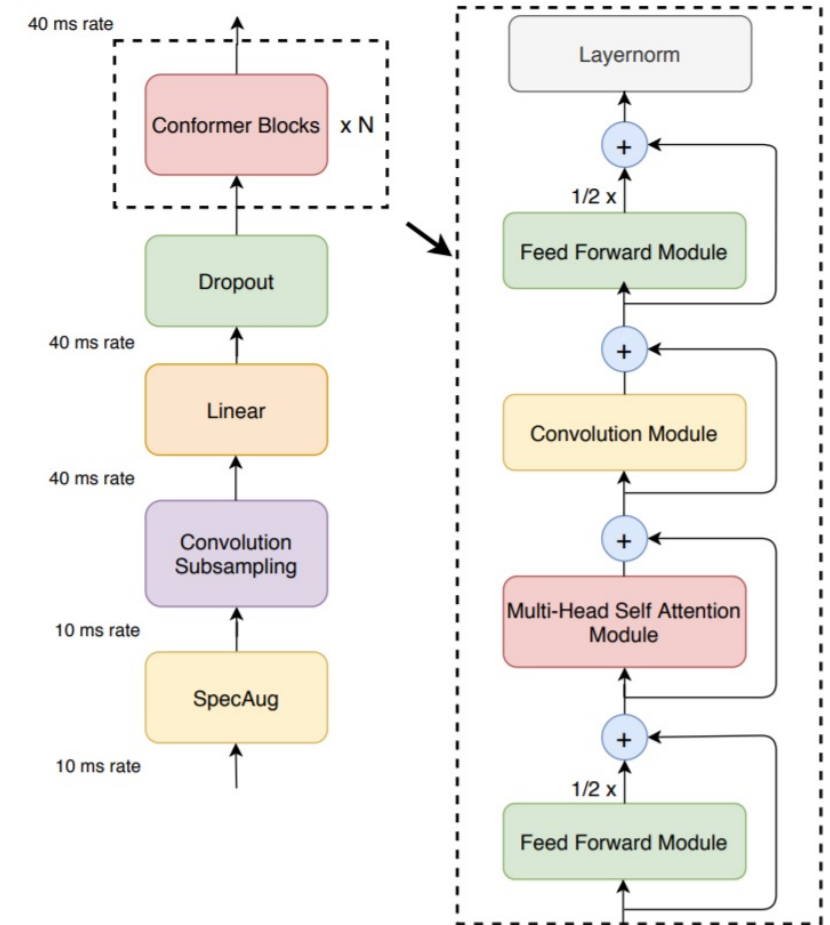 40 ms rate
Conformer Blocks
x N
Dropout
40 ms rate
Linear
40 ms rate
Convolution
Subsampling
10 ms rate
SpecAug
10 ms rate
Layernorm
+
1/2 x
Feed Forward Module
+
Convolution Module
+
Multi-Head Self Attention
Module
+
1/2 x
Feed Forward Module